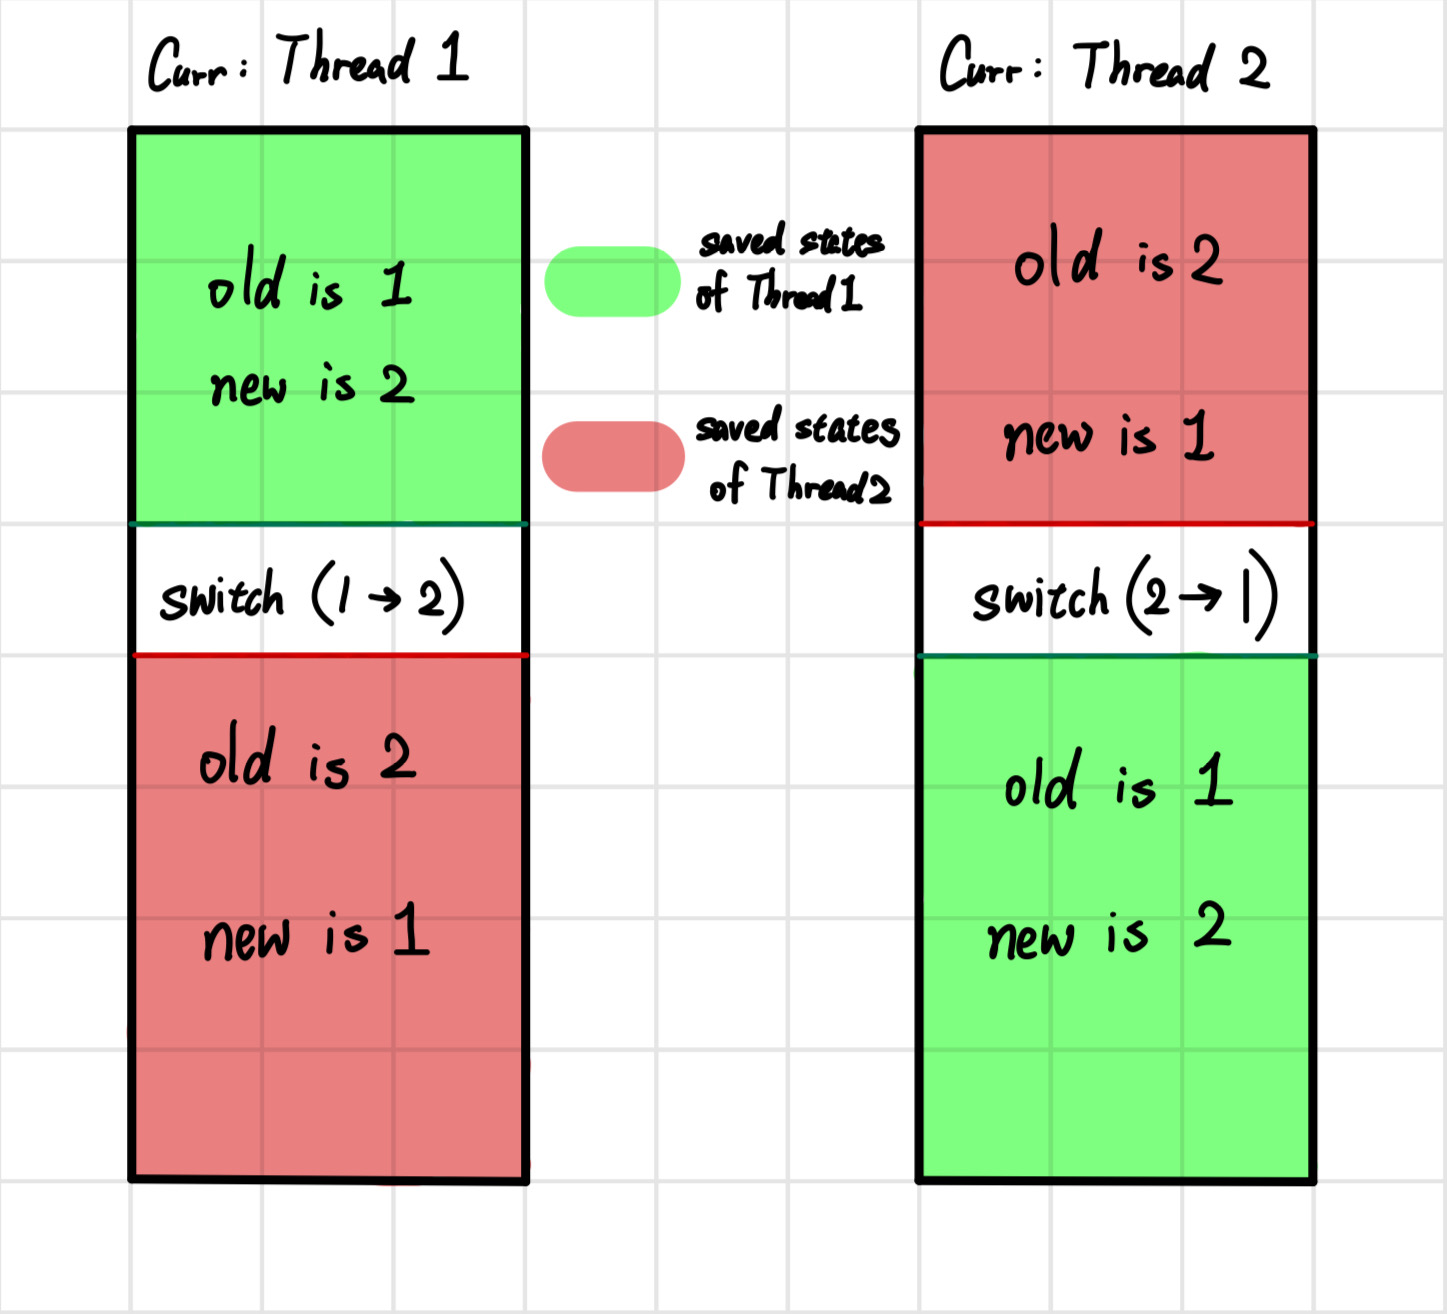 Curr: Thread 1
old is 1
new is 2
switch (1 → 2)
old is 2
new is 1
saved states
of Thread1
saved states
of Thread2
Curr: Thread 2
old is 2
new is 1
switch (2 → 1)
old is 1
new is 2